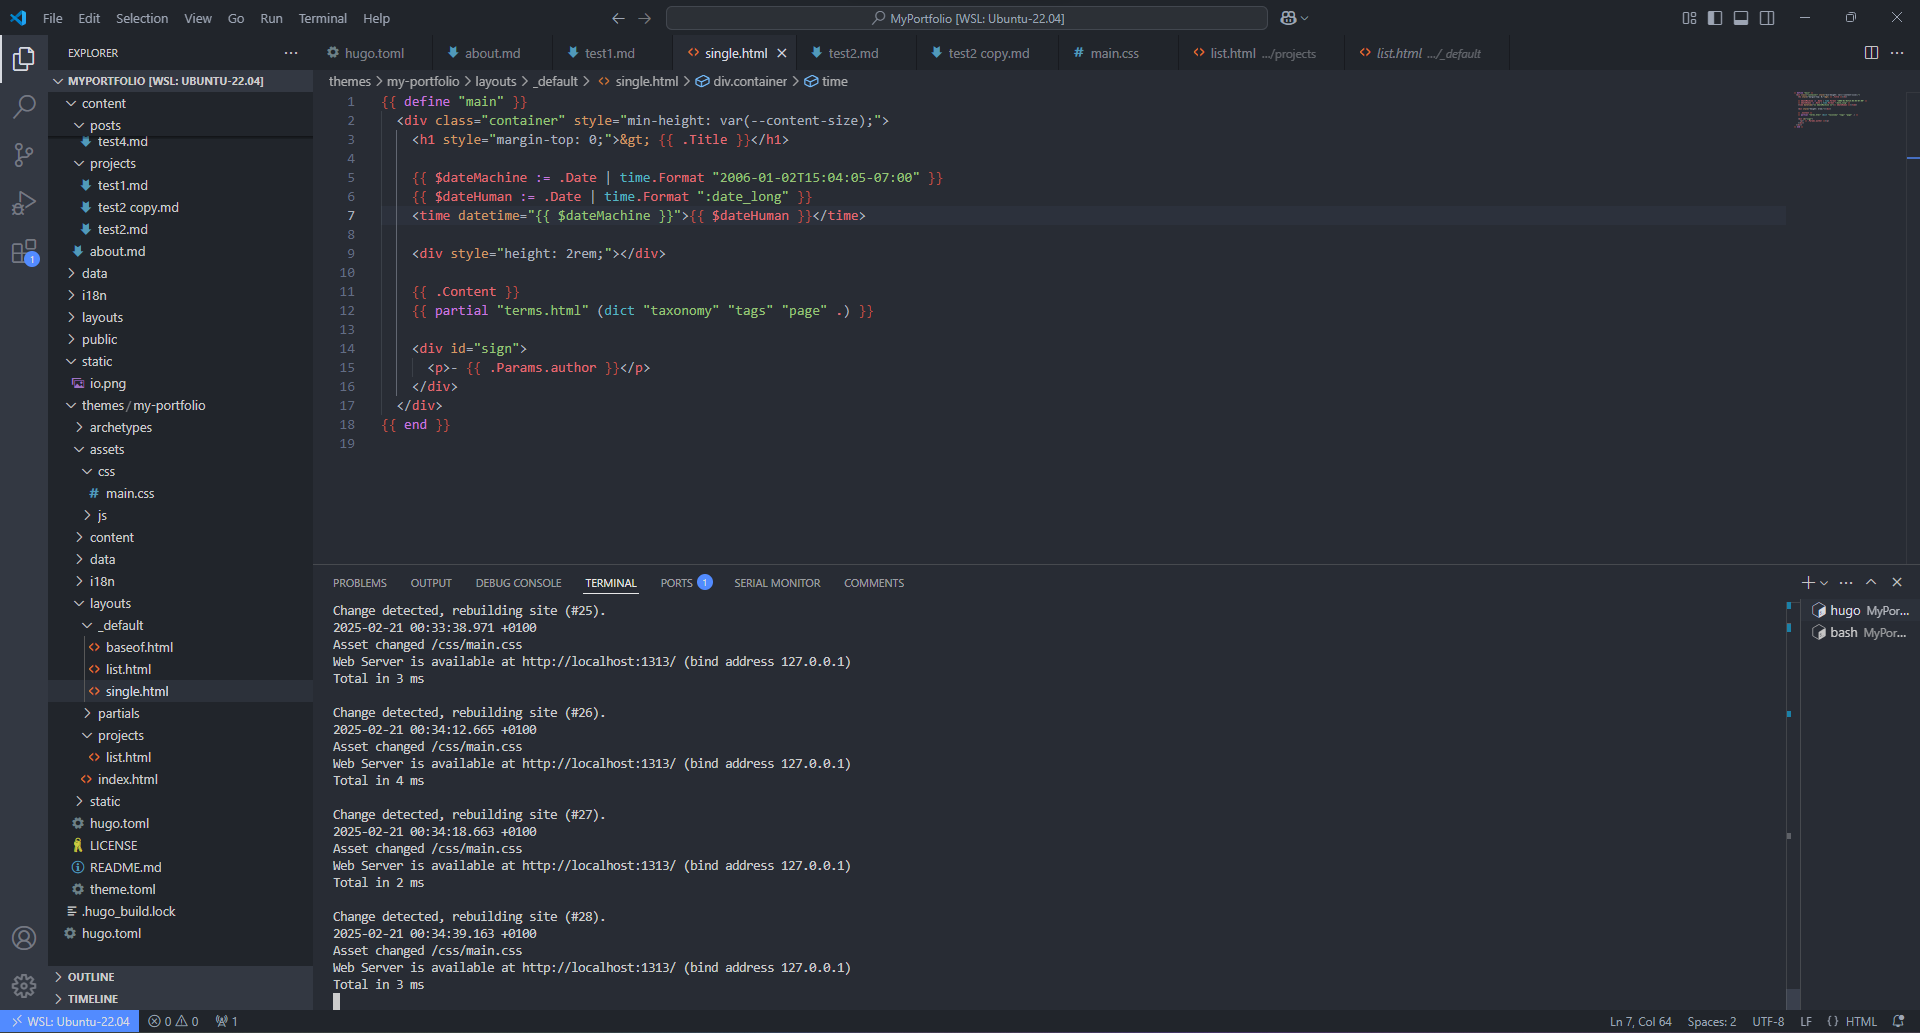 File Edit Selection View Go Run Terminal Help
MyPortfolio [WSL: Ubuntu-22.04]
EXPLORER
MYPORTFOLIO [WSL: UBUNTU-22.04]
content
posts
test4.md
projects
test1.md
test2 copy.md
test2.md
about.md
data
i18n
layouts
public
static
io.png
themes / my-portfolio
archetypes
assets
css
# main.css
js
content
data
i18n
layouts
_default
<> baseof.html
<> list.html
<> single.html
partials
projects
<> list.html
<> index.html
static
hugo.toml
LICENSE
README.md
theme.toml
.hugo_build.lock
hugo.toml
OUTLINE
TIMELINE
1
hugo.toml about.md test1.md <> single.html test2.md test2 copy.md # main.css <> list.html .../projects <> list.html .../_default
themes > my-portfolio > layouts > _default > <> single.html > div.container > time
1 {{ define "main" }}
2 <div class="container" style="min-height: var(--content-size);">
3 <h1 style="margin-top: 0;">&gt; {{ .Title }}</h1>
4
5 {{ $dateMachine := .Date | time.Format "2006-01-02T15:04:05-07:00" }}
6 {{ $dateHuman := .Date | time.Format ":date_long" }}
7 <time datetime="{{ $dateMachine }}">{{ $dateHuman }}</time>
8
9 <div style="height: 2rem;"></div>
10
11 {{ .Content }}
12 {{ partial "terms.html" (dict "taxonomy" "tags" "page" .) }}
13
14 <div id="sign">
15 <p>- {{ .Params.author }}</p>
16 </div>
17 </div>
18 {{ end }}
19
PROBLEMS OUTPUT DEBUG CONSOLE TERMINAL PORTS 1 SERIAL MONITOR COMMENTS
Change detected, rebuilding site (#25).
2025-02-21 00:33:38.971 +0100
Asset changed /css/main.css
Web Server is available at http://localhost:1313/ (bind address 127.0.0.1)
Total in 3 ms
Change detected, rebuilding site (#26).
2025-02-21 00:34:12.665 +0100
Asset changed /css/main.css
Web Server is available at http://localhost:1313/ (bind address 127.0.0.1)
Total in 4 ms
Change detected, rebuilding site (#27).
2025-02-21 00:34:18.663 +0100
Asset changed /css/main.css
Web Server is available at http://localhost:1313/ (bind address 127.0.0.1)
Total in 2 ms
Change detected, rebuilding site (#28).
2025-02-21 00:34:39.163 +0100
Asset changed /css/main.css
Web Server is available at http://localhost:1313/ (bind address 127.0.0.1)
Total in 3 ms
hugo MyPor...
bash MyPor...
WSL: Ubuntu-22.04 0 0 1
Ln 7, Col 64 Spaces: 2 UTF-8 LF {} HTML